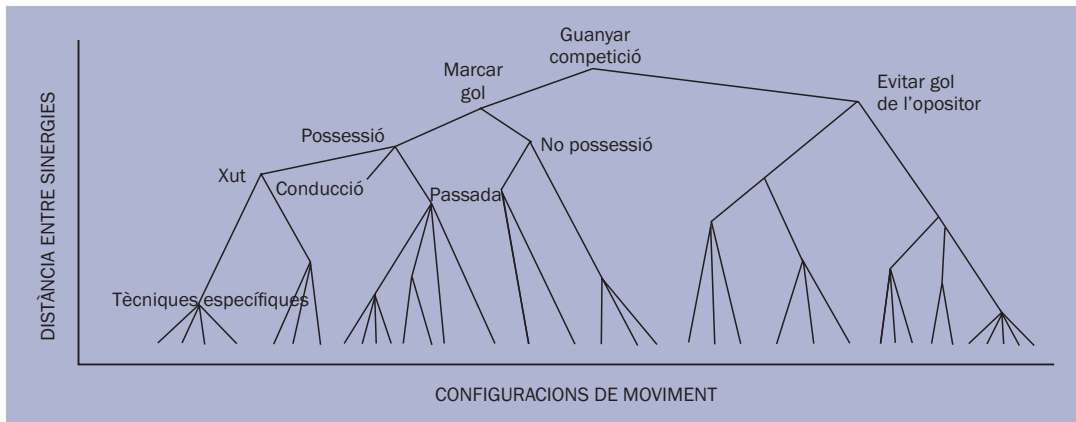 Guanyar
competició
Marcar
gol
Evitar gol
de l'opositor
Possessió
No possessió
Xut
Conducció
Passada
Tècniques específiques
DISTÀNCIA ENTRE SINERGIES
CONFIGURACIONS DE MOVIMENT